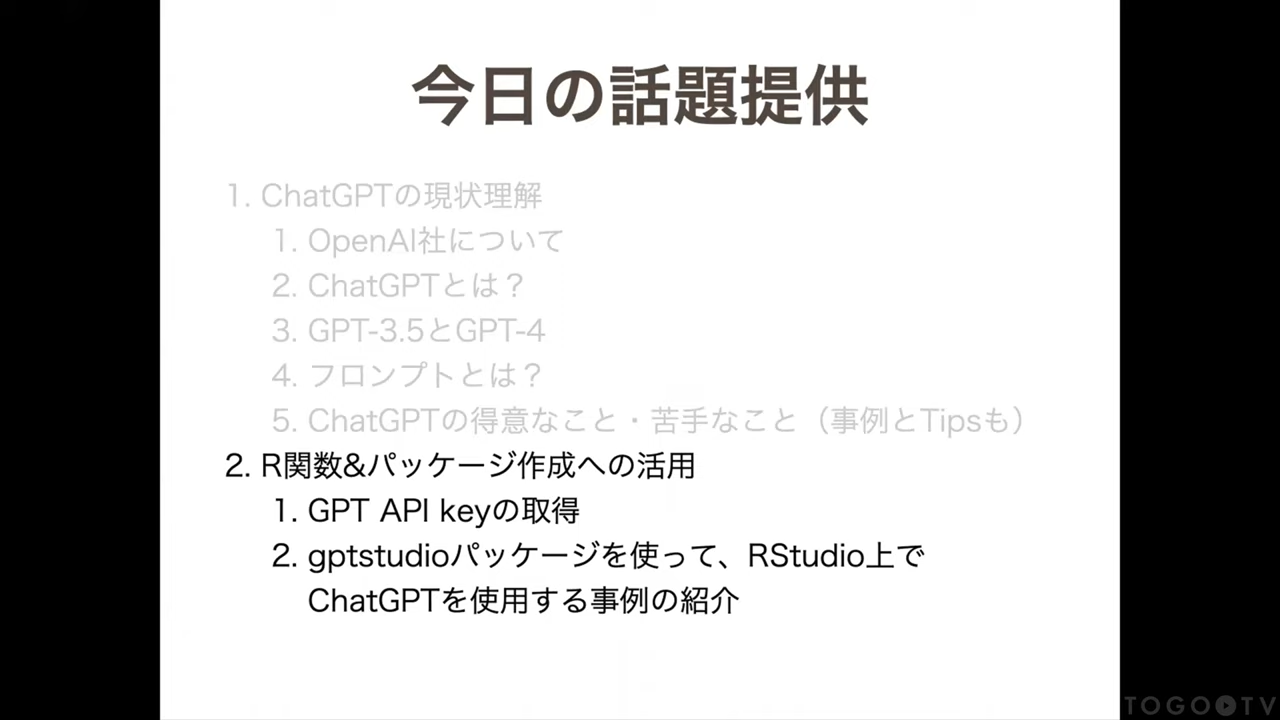 今日の話題提供
1. ChatGPTの現状理解
1. OpenAI社について
2. ChatGPTとは？
3. GPT-3.5とGPT-4
4. プロンプトとは？
5. ChatGPTの得意なこと・苦手なこと（事例とTipsも）
2. R関数&パッケージ作成への活用
1. GPT API keyの取得
2. gptstudioパッケージを使って、RStudio上で
ChatGPTを使用する事例の紹介
TOGO TV